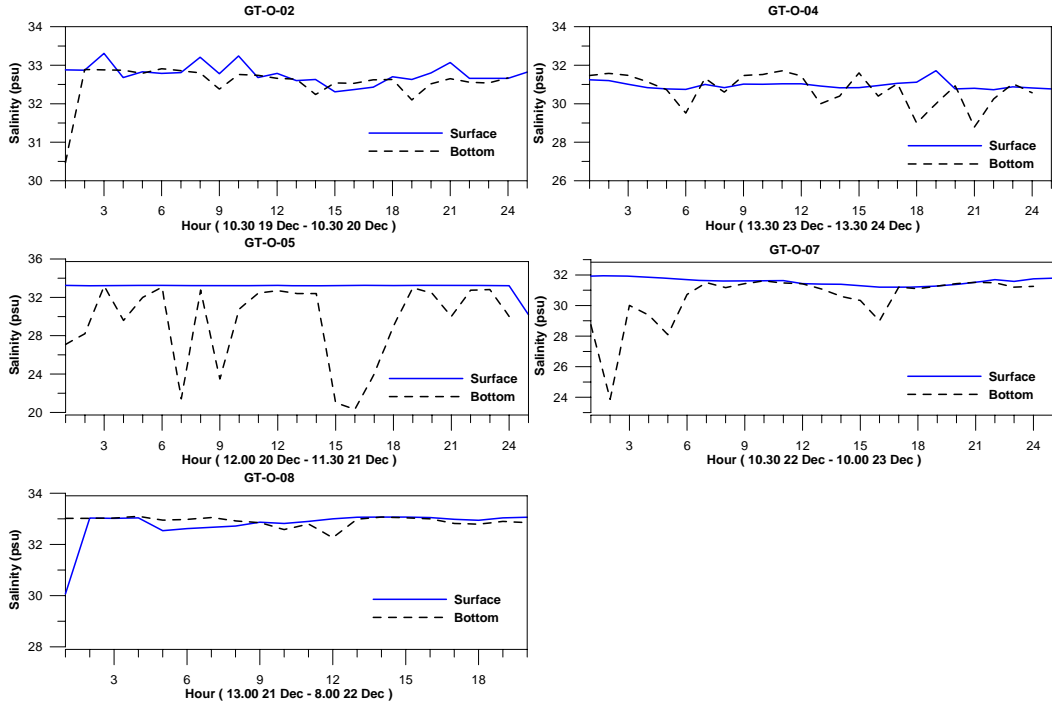 GT-O-02
34
33
32
31
30
Salinity (psu)
Surface
Bottom
3 6 9 12 15 18 21 24
Hour ( 10.30 19 Dec - 10.30 20 Dec )
GT-O-04
34
32
30
28
26
Salinity (psu)
Surface
Bottom
3 6 9 12 15 18 21 24
Hour ( 13.30 23 Dec - 13.30 24 Dec )
GT-O-05
36
32
28
24
20
Salinity (psu)
Surface
Bottom
3 6 9 12 15 18 21 24
Hour ( 12.00 20 Dec - 11.30 21 Dec )
GT-O-07
32
30
28
26
24
Salinity (psu)
Surface
Bottom
3 6 9 12 15 18 21 24
Hour ( 10.30 22 Dec - 10.00 23 Dec )
GT-O-08
34
32
30
28
Salinity (psu)
Surface
Bottom
3 6 9 12 15 18
Hour ( 13.00 21 Dec - 8.00 22 Dec )